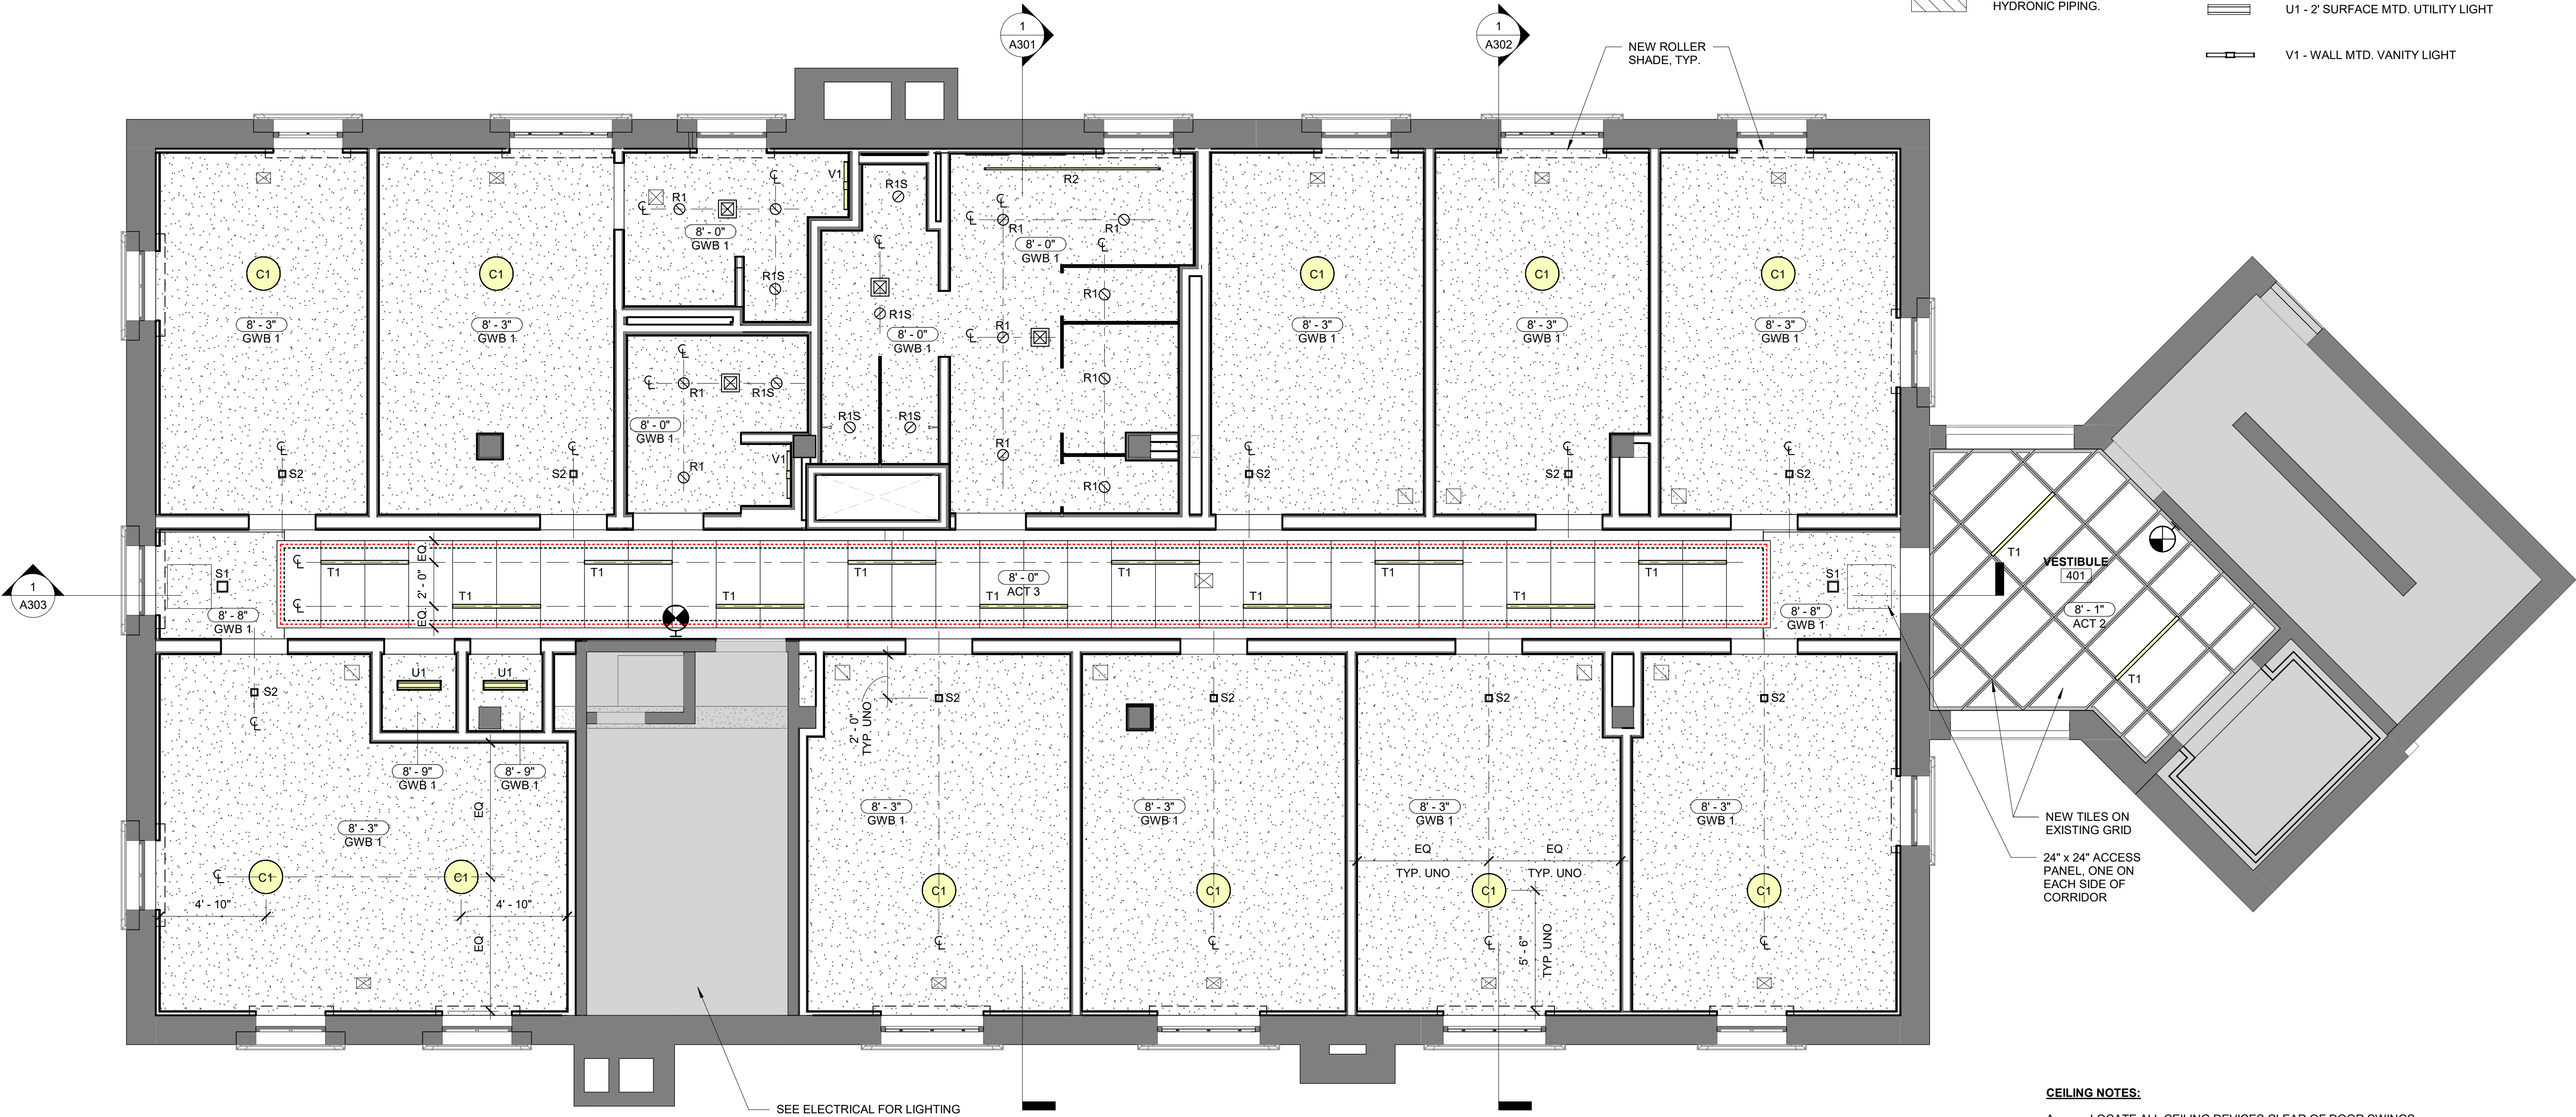 HYDRONIC PIPING.
U1 - 2' SURFACE MTD. UTILITY LIGHT
V1 - WALL MTD. VANITY LIGHT
1
A301
1
A302
NEW ROLLER
SHADE, TYP.
V1
R1
8' - 0"
GWB 1
R1S
R1S
R2
R1
R1
8' - 0"
GWB 1
C1
8' - 3"
GWB 1
C1
8' - 3"
GWB 1
R1S
8' - 0"
GWB 1
R1
R1
C1
8' - 3"
GWB 1
C1
8' - 3"
GWB 1
C1
8' - 3"
GWB 1
R1
R1S
8' - 0"
GWB 1
R1S
R1S
R1
R1
V1
R1
R1
S2
S2
S2
S2
S2
1
A303
S1
8' - 8"
GWB 1
EQ
2' - 0"
EQ
T1
T1
T1
T1
T1
T1
8' - 0"
ACT 3
T1
T1
T1
T1
T1
S1
8' - 8"
GWB 1
T1
VESTIBULE
401
8' - 1"
ACT 2
T1
U1
U1
S2
8' - 9"
GWB 1
8' - 9"
GWB 1
EQ
8' - 3"
GWB 1
C1
C1
4' - 10"
4' - 10"
EQ
S2
2' - 0"
TYP. UNO
8' - 3"
GWB 1
C1
S2
8' - 3"
GWB 1
C1
S2
8' - 3"
GWB 1
EQ
EQ
TYP. UNO
TYP. UNO
C1
5' - 6"
TYP. UNO
S2
8' - 3"
GWB 1
C1
NEW TILES ON
EXISTING GRID
24" x 24" ACCESS
PANEL, ONE ON
EACH SIDE OF
CORRIDOR
SEE ELECTRICAL FOR LIGHTING
CEILING NOTES:
LOCATE ALL CEILING DEVICES CLEAR OF DOOR SWINGS